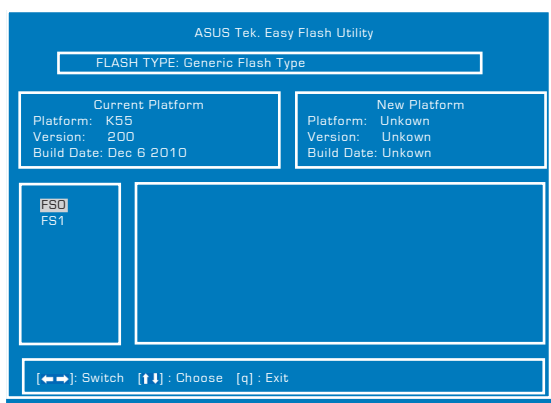 ASUS Tek. Easy Flash Utility
FLASH TYPE: Generic Flash Type
Current Platform
Platform: K55
Version: 200
Build Date: Dec 6 2010
New Platform
Platform: Unkown
Version: Unkown
Build Date: Unkown
FS0
FS1
[←→]: Switch [↑↓] : Choose [q] : Exit